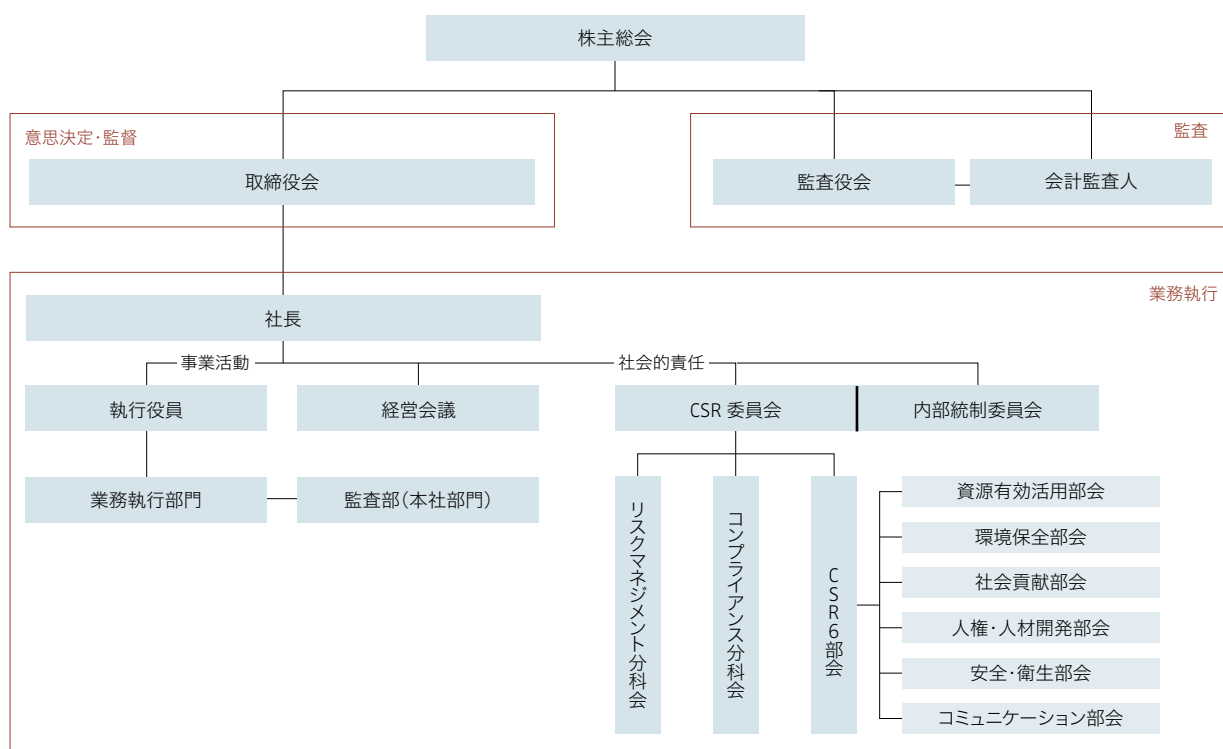 株主総会
意思決定・監督
監査
取締役会
監査役会
会計監査人
業務執行
社長
事業活動
社会的責任
執行役員
経営会議
CSR 委員会
内部統制委員会
業務執行部門
監査部（本社部門）
リスクマネジメント分科会
コンプライアンス分科会
CSR6部会
資源有効活用部会
環境保全部会
社会貢献部会
人権・人材開発部会
安全・衛生部会
コミュニケーション部会